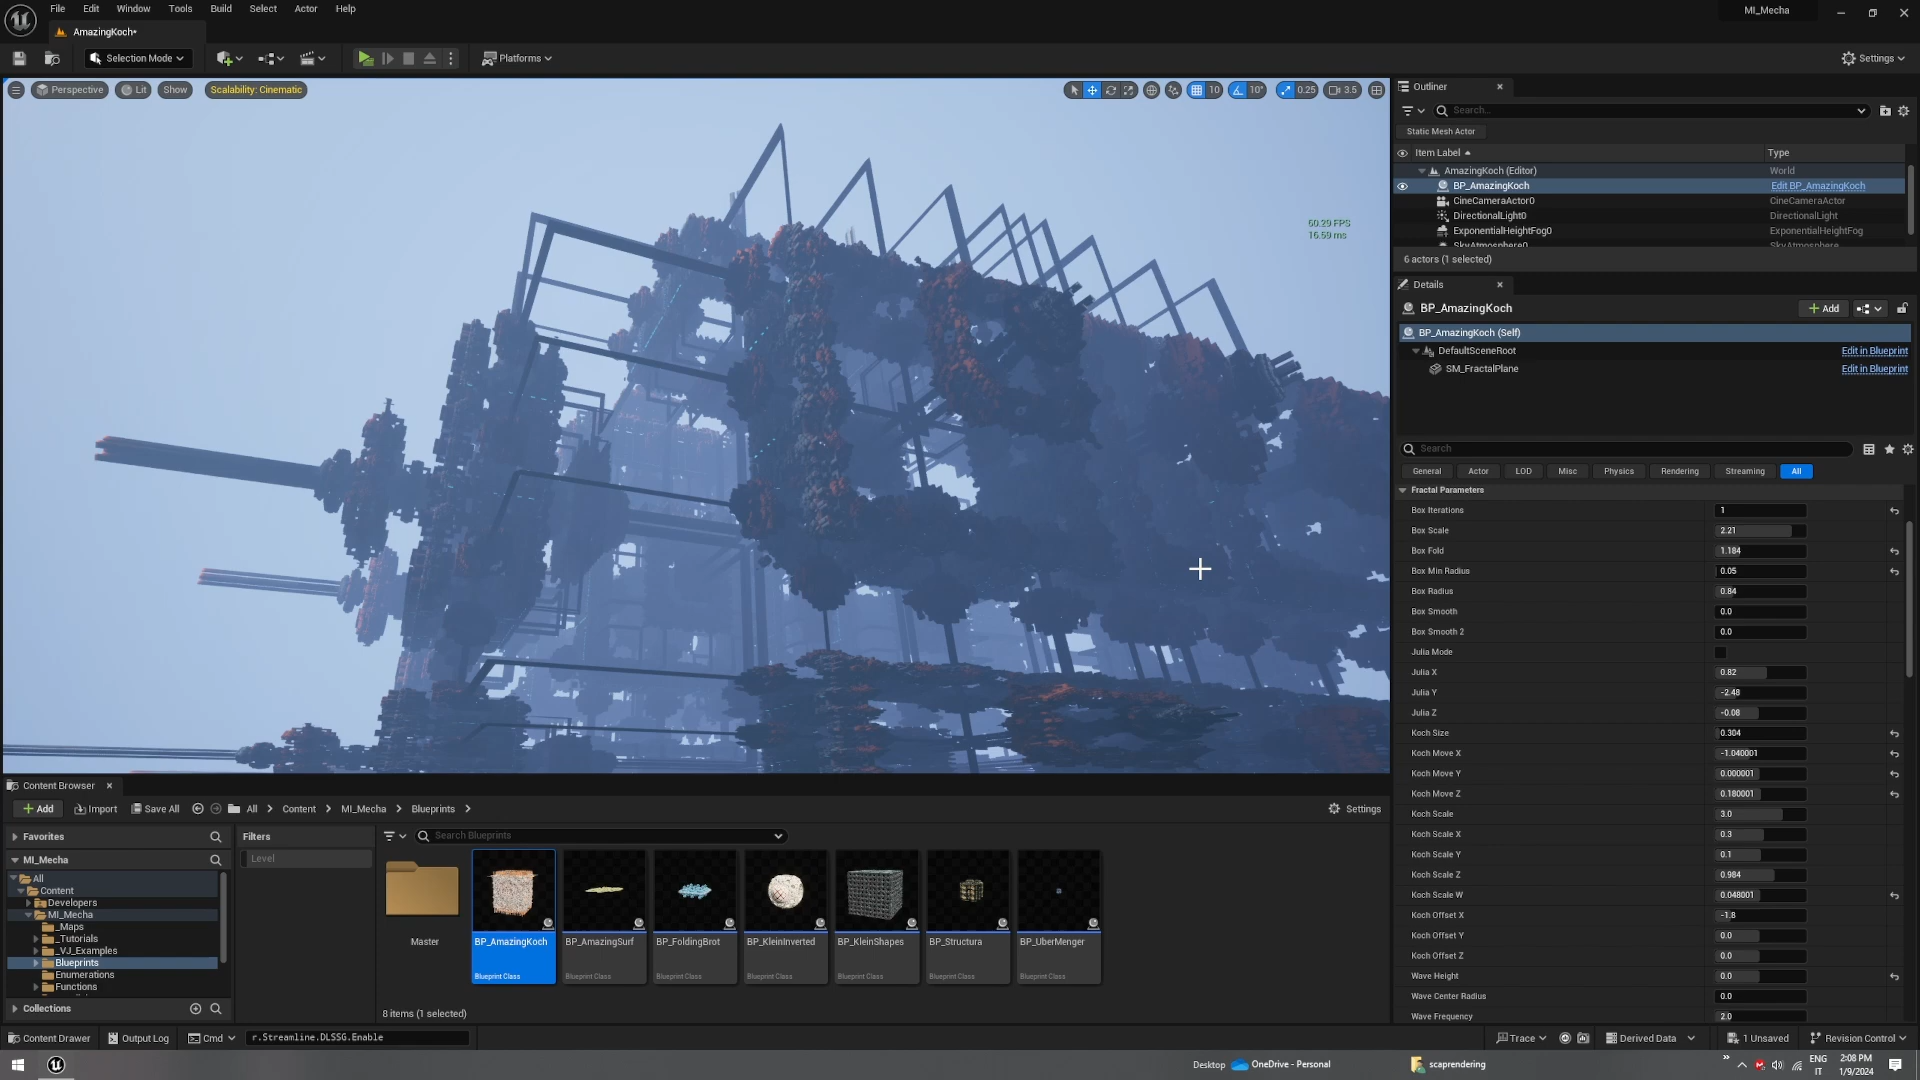 File Edit Window Tools Build Select Actor Help
MI_Mecha
AmazingKoch*
Selection Mode
Platforms
Settings
Perspective Lit Show Scalability: Cinematic
10 10° 0.25 3.5
60.29 FPS
16.59 ms
Outliner
Search...
Static Mesh Actor
Item Label Type
AmazingKoch (Editor) World
BP_AmazingKoch Edit BP_AmazingKoch
CineCameraActor0 CineCameraActor
DirectionalLight0 DirectionalLight
ExponentialHeightFog0 ExponentialHeightFog
SkyAtmosphere0 SkyAtmosphere
6 actors (1 selected)
Details
BP_AmazingKoch
Add
BP_AmazingKoch (Self)
DefaultSceneRoot Edit in Blueprint
SM_FractalPlane Edit in Blueprint
Search
General Actor LOD Misc Physics Rendering Streaming All
Fractal Parameters
Box Iterations 1
Box Scale 2.21
Box Fold 1.184
Box Min Radius 0.05
Box Radius 0.84
Box Smooth 0.0
Box Smooth 2 0.0
Julia Mode
Julia X 0.82
Julia Y -2.48
Julia Z -0.08
Koch Size 0.304
Koch Move X -1.040001
Koch Move Y 0.000001
Koch Move Z 0.180001
Koch Scale 3.0
Koch Scale X 0.3
Koch Scale Y 0.1
Koch Scale Z 0.984
Koch Scale W 0.048001
Koch Offset X -1.8
Koch Offset Y 0.0
Koch Offset Z 0.0
Wave Height 0.0
Wave Center Radius 0.0
Wave Frequency 2.0
Content Browser
Add Import Save All All Content MI_Mecha Blueprints Settings
Favorites
MI_Mecha
All
Content
Developers
MI_Mecha
_Maps
_Tutorials
_VJ_Examples
Blueprints
Enumerations
Functions
Collections
Filters
Level
Search Blueprints
Master
BP_AmazingKoch
Blueprint Class
BP_AmazingSurf
Blueprint Class
BP_FoldingBrot
Blueprint Class
BP_KleinInverted
Blueprint Class
BP_KleinShapes
Blueprint Class
BP_Structura
Blueprint Class
BP_UberMenger
Blueprint Class
8 items (1 selected)
Content Drawer Output Log Cmd r.Streamline.DLSSG.Enable
Trace Derived Data 1 Unsaved Revision Control
Desktop OneDrive - Personal scaprendering
ENG
IT
2:08 PM
1/9/2024